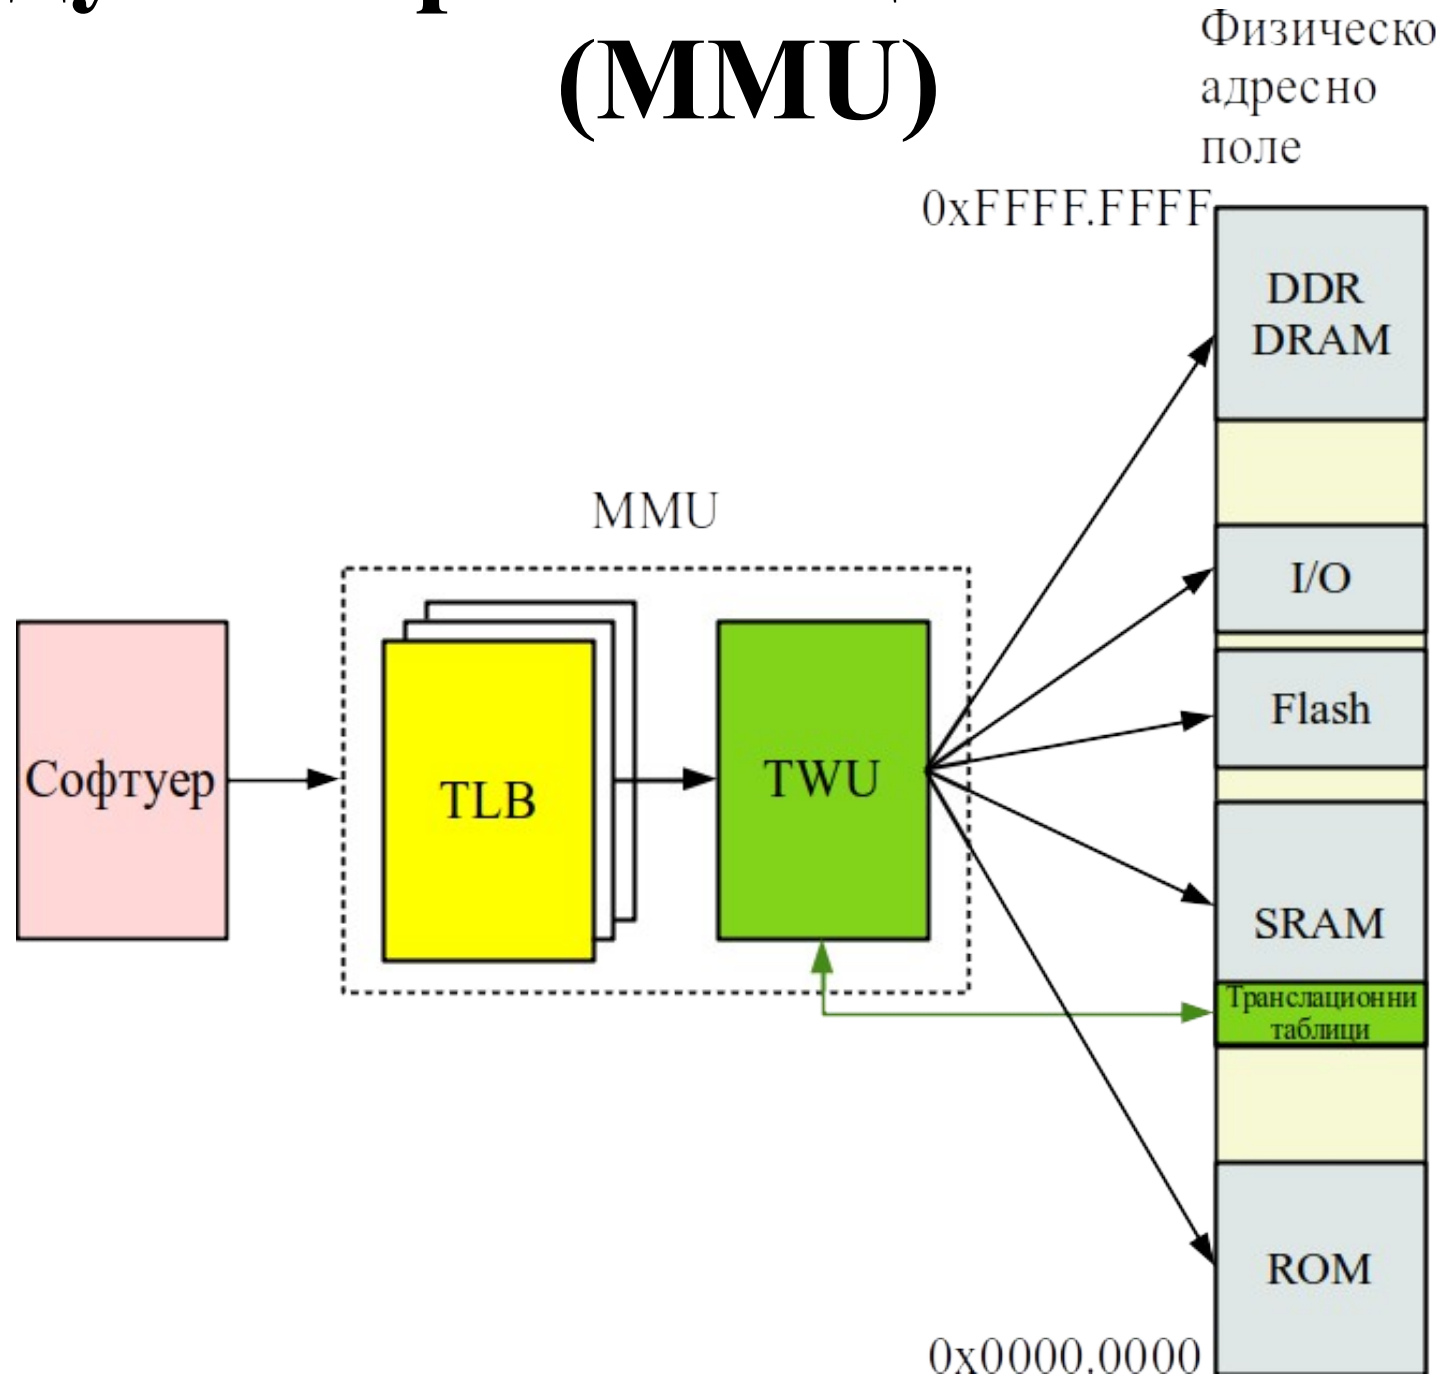 (MMU)
Физическо
адресно
поле
0xFFFF.FFFF
DDR
DRAM
MMU
I/O
Flash
Софтуер
TLB
TWU
SRAM
Транслационни
таблици
ROM
0x0000.0000